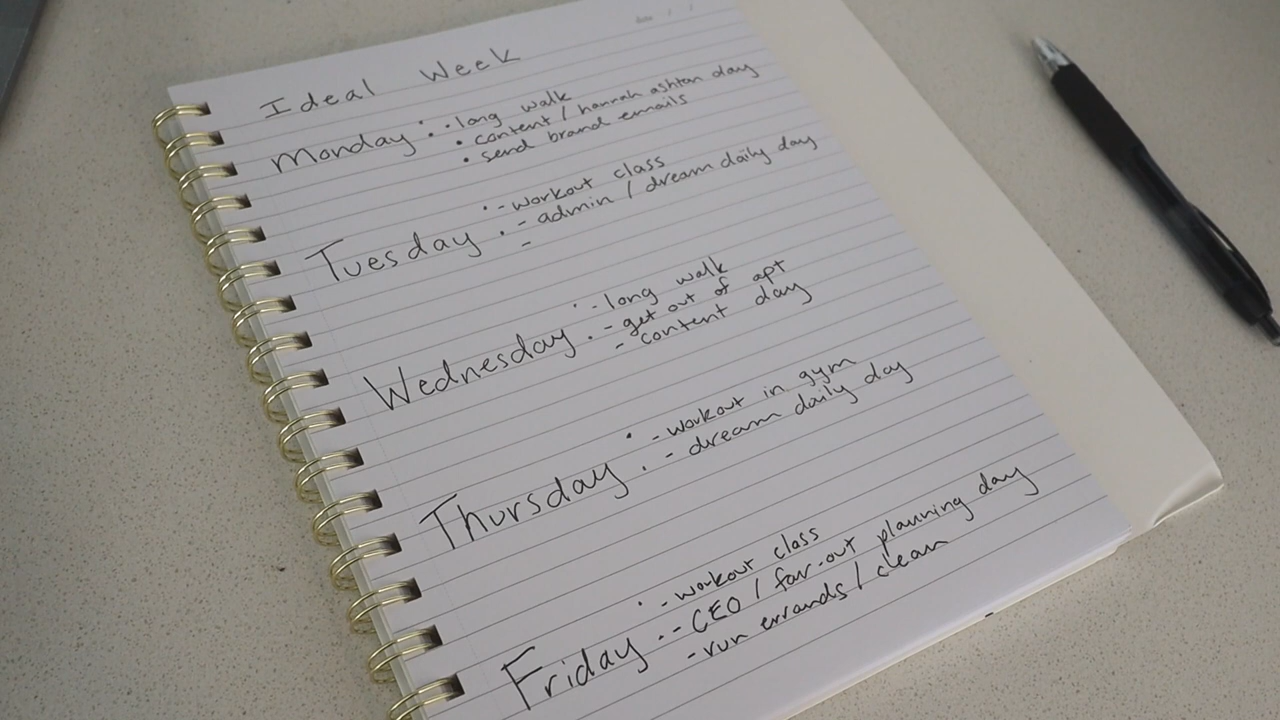 Ideal Week
Monday : • long walk
• content / hannah ashton day
• send brand emails
Tuesday : - workout class
- admin / dream daily day
-
Wednesday : - long walk
- get out of apt
- content day
Thursday : - workout in gym
- dream daily day
Friday : - workout class
- CEO / far-out planning day
- run errands / clean